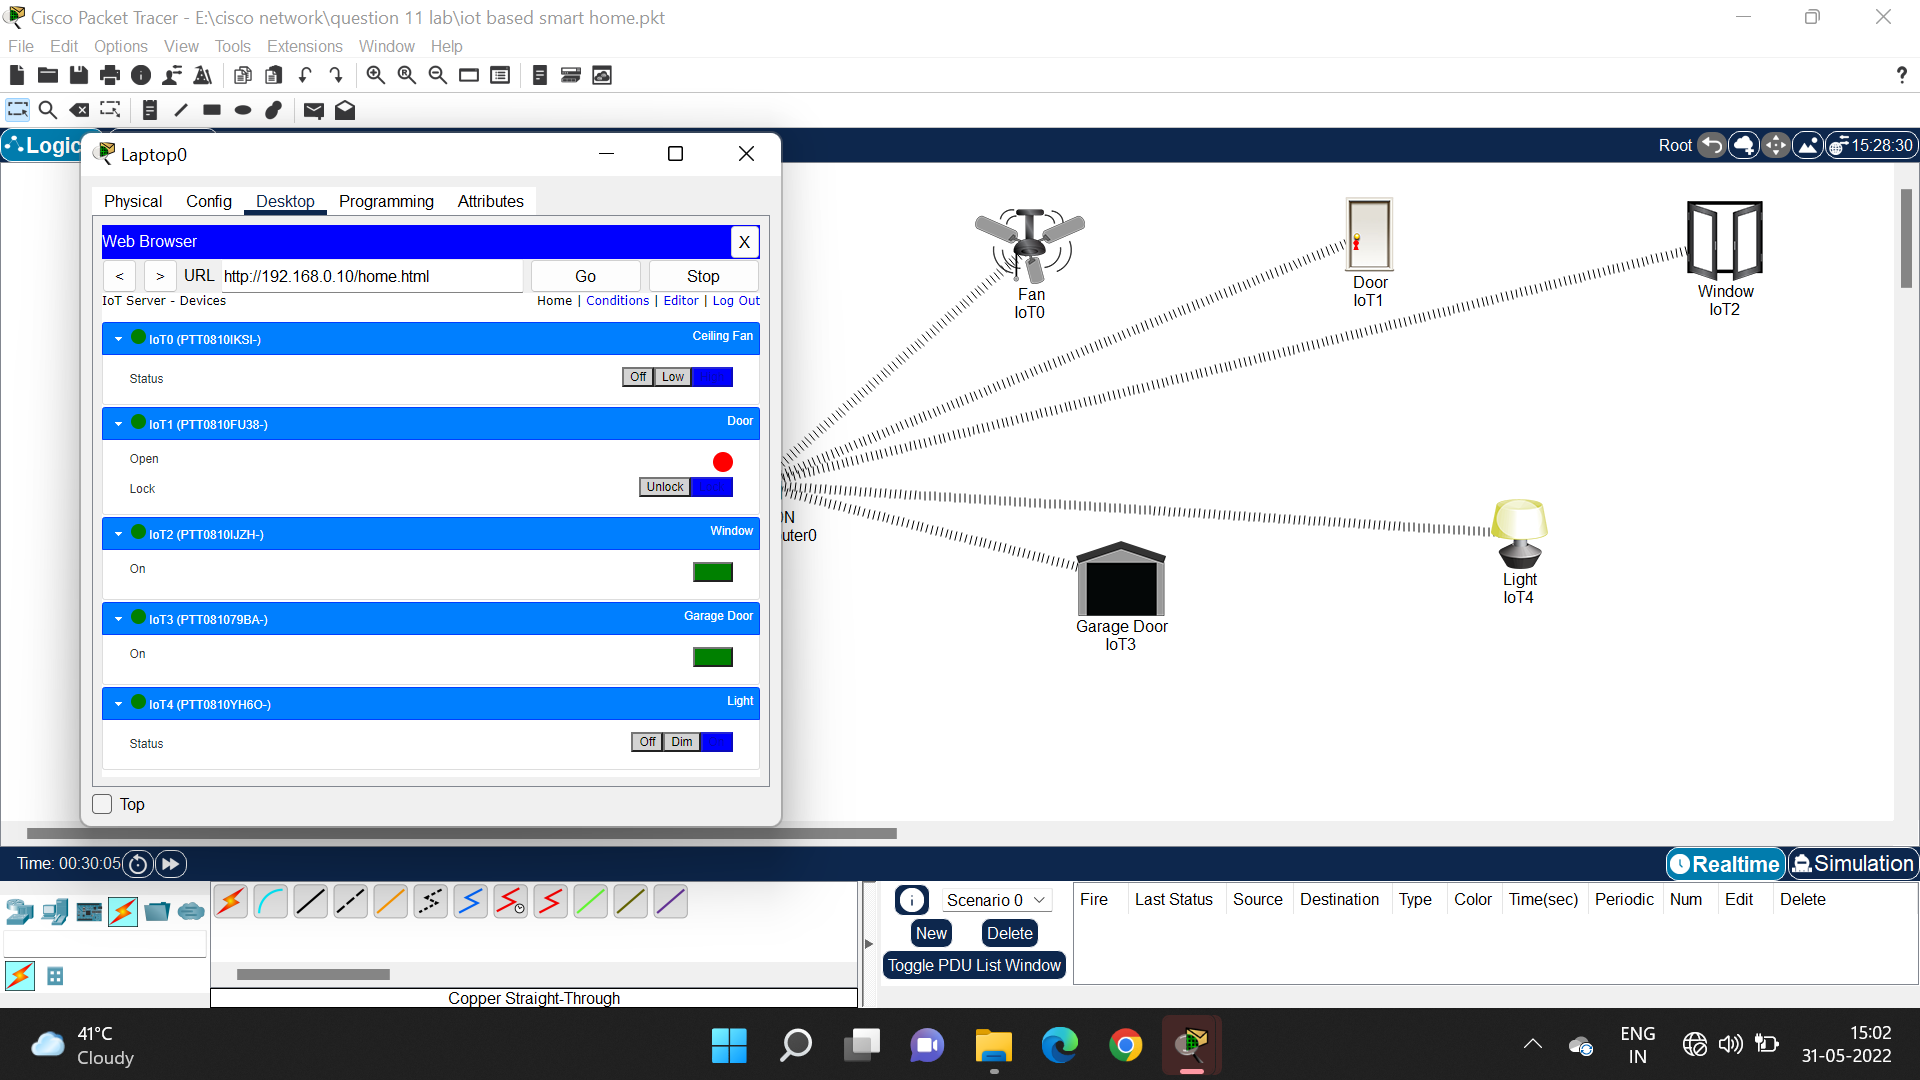 Cisco Packet Tracer - E:\cisco network\question 11 lab\iot based smart home.pkt
File Edit Options View Tools Extensions Window Help
?
Logic
Root
15:28:30
Laptop0
Physical Config Desktop Programming Attributes
Web Browser
X
< > URL http://192.168.0.10/home.html Go Stop
IoT Server - Devices
Home | Conditions | Editor | Log Out
IoT0 (PTT0810IKSI-) Ceiling Fan
Status Off Low
IoT1 (PTT0810FU38-) Door
Open
Lock Unlock
IoT2 (PTT0810IJZH-) Window
On
IoT3 (PTT081079BA-) Garage Door
On
IoT4 (PTT0810YH6O-) Light
Status Off Dim
Top
Fan
IoT0
Door
IoT1
Window
IoT2
uter0
Garage Door
IoT3
Light
IoT4
Time: 00:30:05
Realtime Simulation
Scenario 0
New Delete
Toggle PDU List Window
Fire Last Status Source Destination Type Color Time(sec) Periodic Num Edit Delete
Copper Straight-Through
41°C
Cloudy
ENG
IN
15:02
31-05-2022